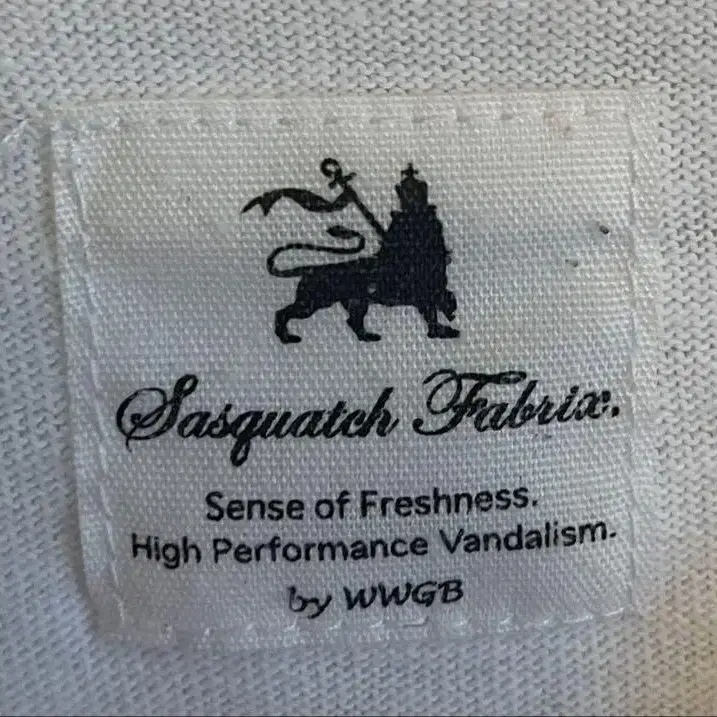 Sasquatch Fabrix.
Sense of Freshness.
High Performance Vandalism.
by WWGB